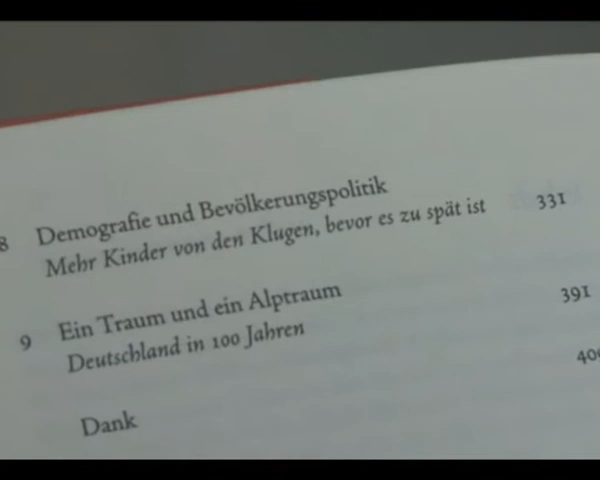 8 Demografie und Bevölkerungspolitik
Mehr Kinder von den Klugen, bevor es zu spät ist 331
9 Ein Traum und ein Alptraum 391
Deutschland in 100 Jahren
Dank